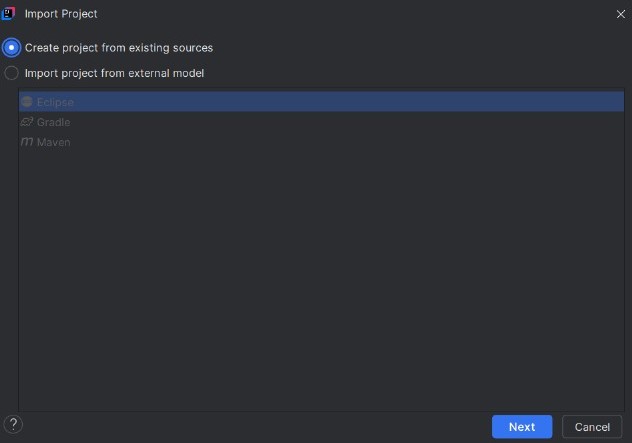 Import Project
Create project from existing sources
Import project from external model
Eclipse
Gradle
Maven
?
Next
Cancel